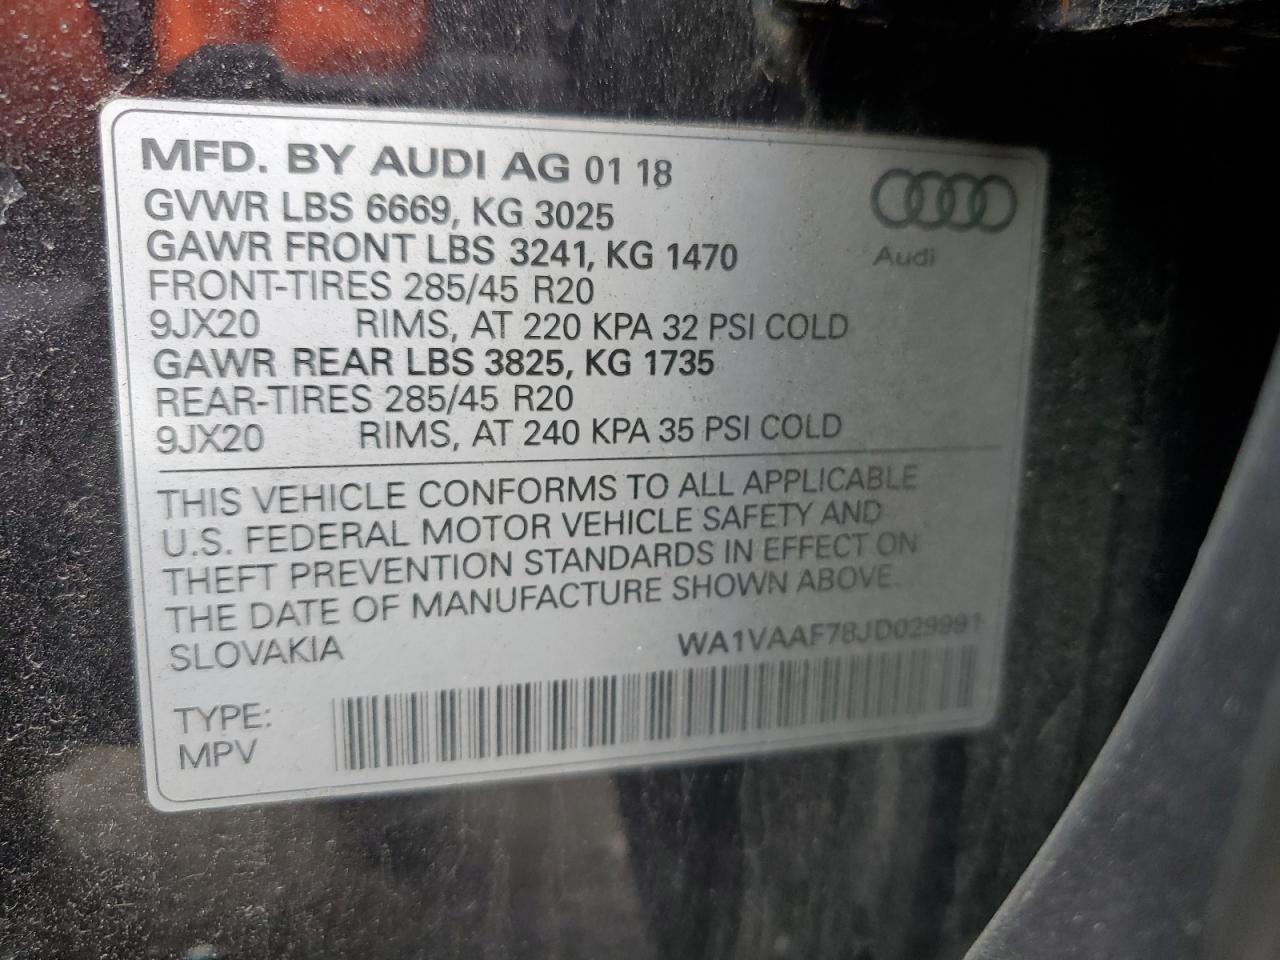 MFD. BY AUDI AG 01 18
GVWR LBS 6669, KG 3025
GAWR FRONT LBS 3241, KG 1470
FRONT-TIRES 285/45 R20
9JX20 RIMS, AT 220 KPA 32 PSI COLD
GAWR REAR LBS 3825, KG 1735
REAR-TIRES 285/45 R20
9JX20 RIMS, AT 240 KPA 35 PSI COLD
Audi
THIS VEHICLE CONFORMS TO ALL APPLICABLE
U.S. FEDERAL MOTOR VEHICLE SAFETY AND
THEFT PREVENTION STANDARDS IN EFFECT ON
THE DATE OF MANUFACTURE SHOWN ABOVE.
SLOVAKIA WA1VAAF78JD029991
TYPE:
MPV